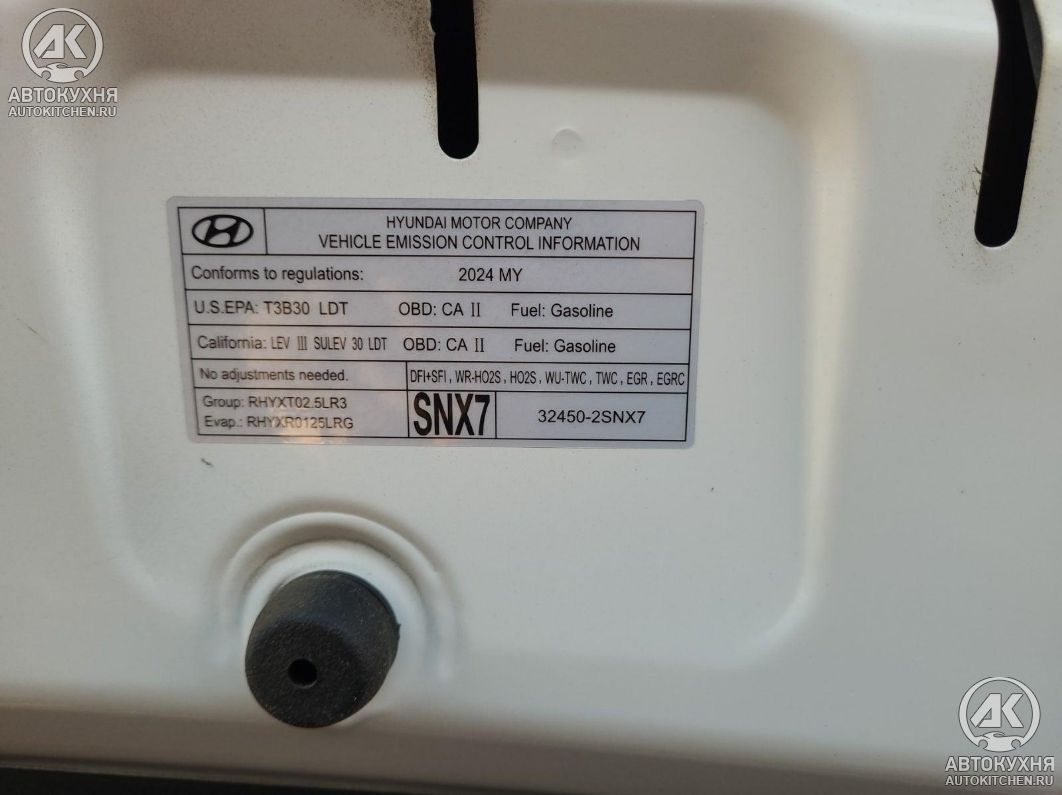 АК
АВТОКУХНЯ
AUTOKITCHEN.RU
HYUNDAI MOTOR COMPANY
VEHICLE EMISSION CONTROL INFORMATION
Conforms to regulations: 2024 MY
U.S.EPA: T3B30 LDT OBD: CA II Fuel: Gasoline
California: LEV III SULEV 30 LDT OBD: CA II Fuel: Gasoline
No adjustments needed. DFI+SFI , WR-HO2S , HO2S , WU-TWC , TWC , EGR , EGRC
Group: RHYXT02.5LR3
Evap.: RHYXR0125LRG
SNX7 32450-2SNX7
АК
АВТОКУХНЯ
AUTOKITCHEN.RU